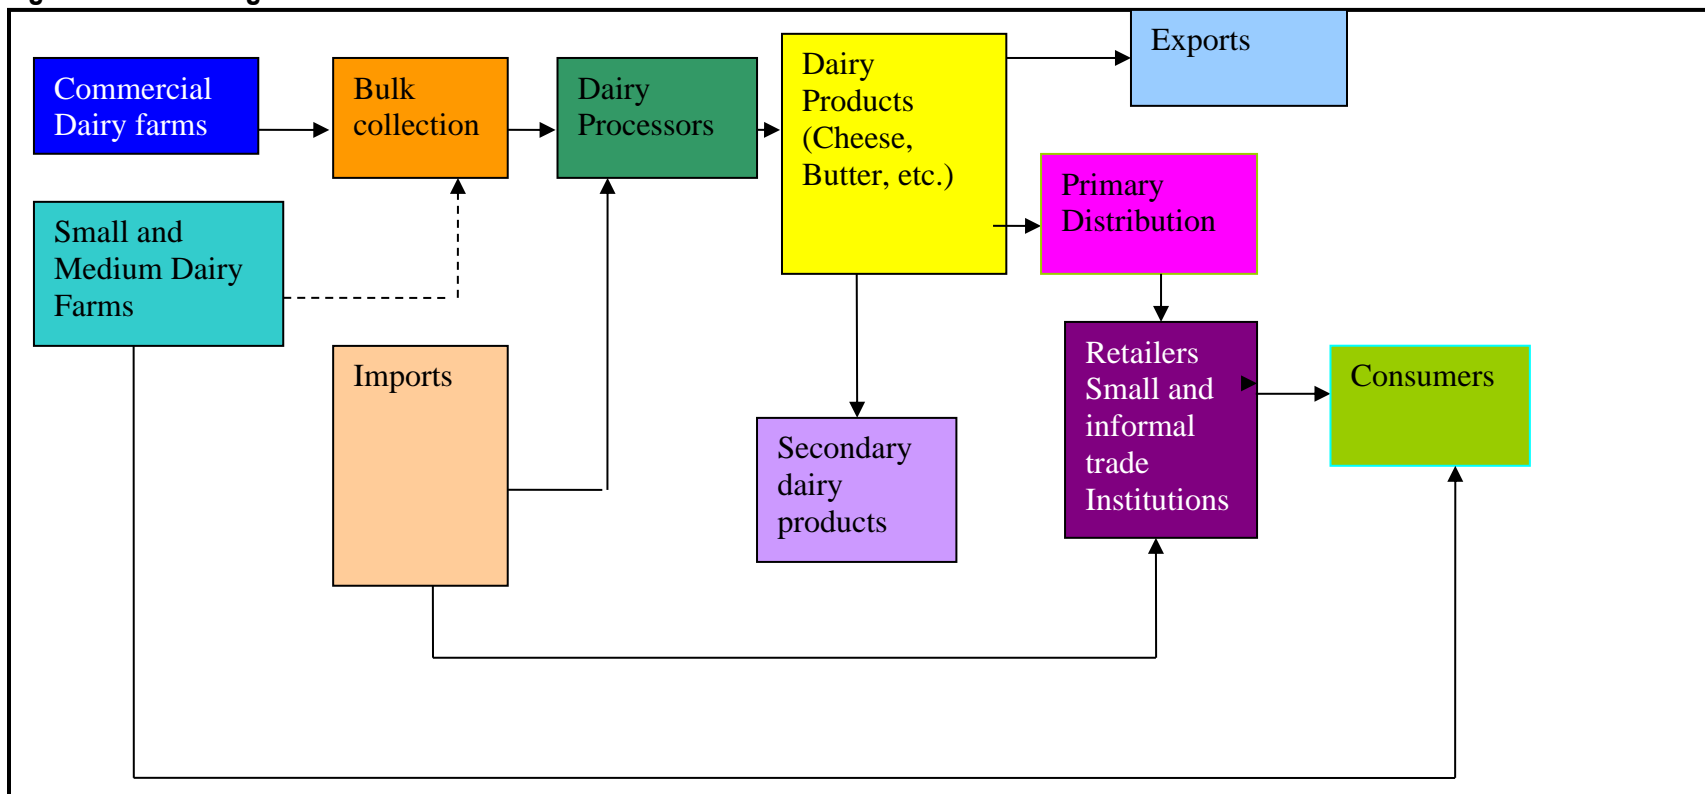 Exports
Commercial
Dairy farms
Bulk
collection
Dairy
Processors
Dairy
Products
(Cheese,
Butter, etc.)
Primary
Distribution
Small and
Medium Dairy
Farms
Imports
Retailers
Small and
informal
trade
Institutions
Consumers
Secondary
dairy
products